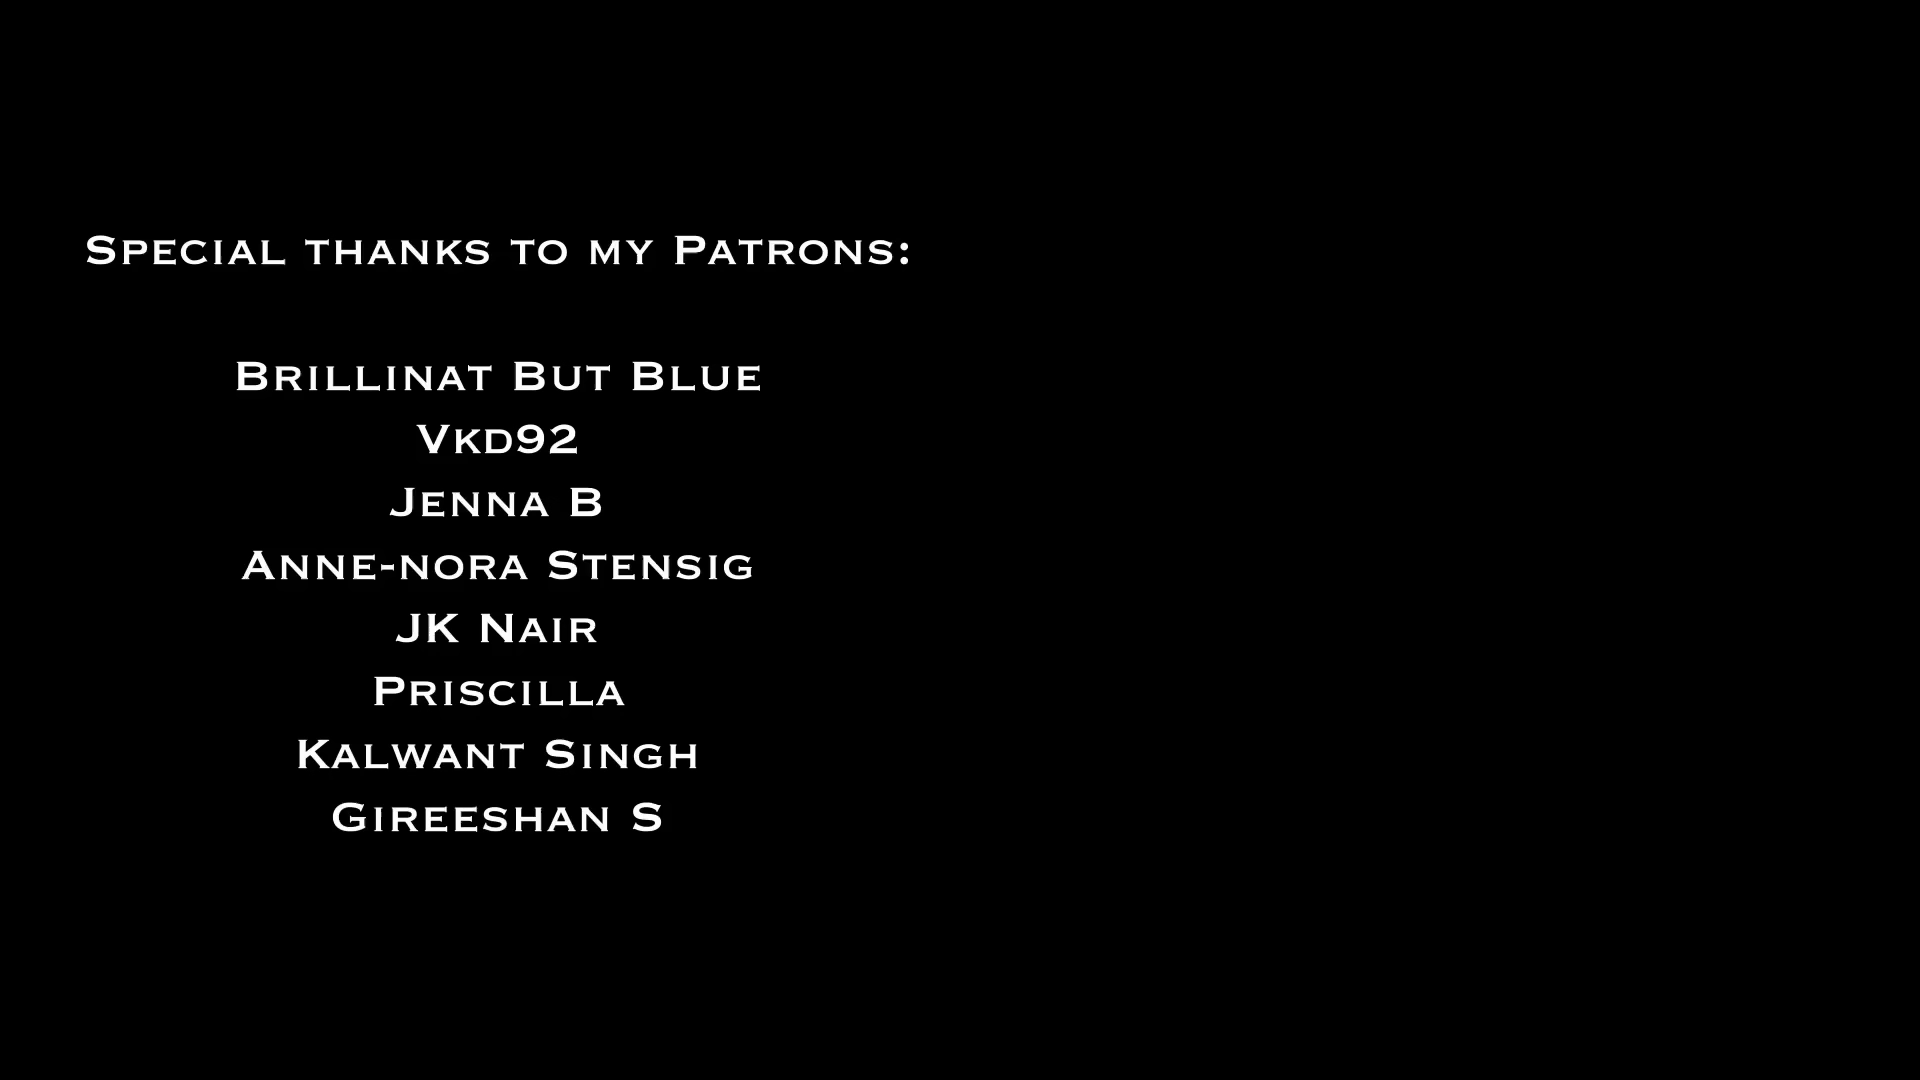 Special thanks to my Patrons:
Brillinat But Blue
Vkd92
Jenna B
Anne-nora Stensig
JK Nair
Priscilla
Kalwant Singh
Gireeshan S